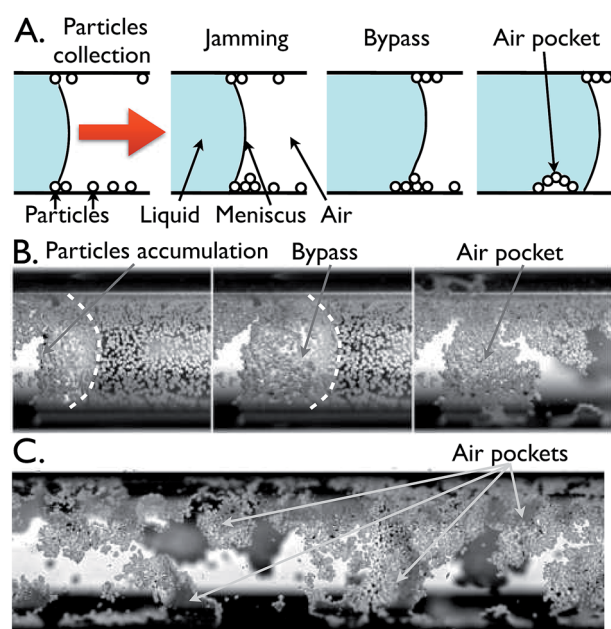 A.
Particles
collection
Jamming
Bypass
Air pocket
Particles
Liquid
Meniscus
Air
B.
Particles accumulation
Bypass
Air pocket
C.
Air pockets